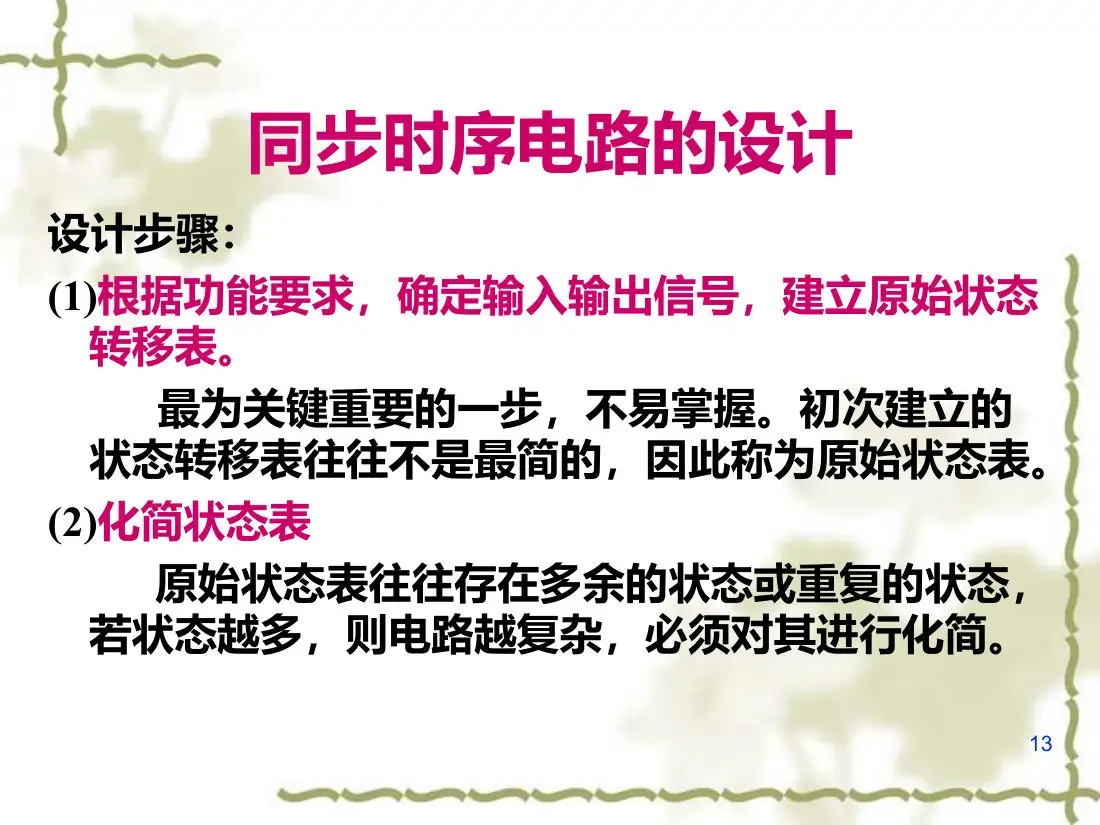 同步时序电路的设计
设计步骤：
(1)根据功能要求，确定输入输出信号，建立原始状态
转移表。
最为关键重要的一步，不易掌握。初次建立的
状态转移表往往不是最简的，因此称为原始状态表。
(2)化简状态表
原始状态表往往存在多余的状态或重复的状态，
若状态越多，则电路越复杂，必须对其进行化简。
13